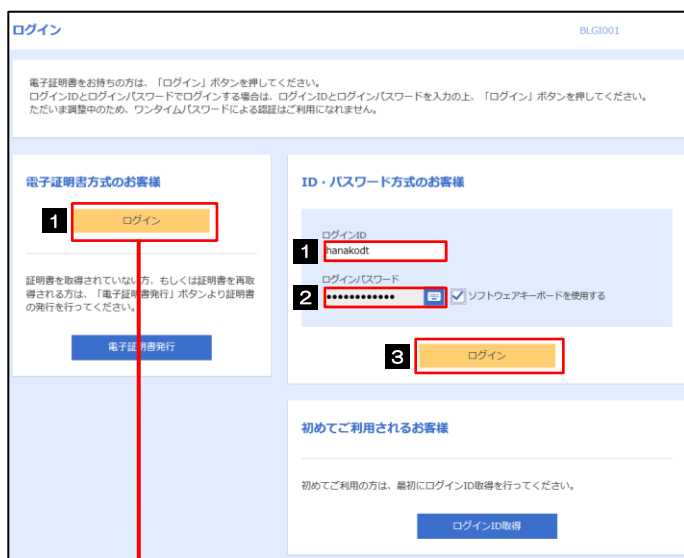 ログイン
BLGI001
電子証明書をお持ちの方は、「ログイン」ボタンを押してください。
ログインIDとログインパスワードでログインする場合は、ログインIDとログインパスワードを入力の上、「ログイン」ボタンを押してください。
ただいま調整中のため、ワンタイムパスワードによる認証はご利用になれません。
電子証明書方式のお客様
1
ログイン
証明書を取得されていない方、もしくは証明書を再取
得される方は、「電子証明書発行」ボタンより証明書
の発行を行ってください。
電子証明書発行
ID・パスワード方式のお客様
ログインID
1
hanakodt
ログインパスワード
2
••••••••••••
ソフトウェアキーボードを使用する
3
ログイン
初めてご利用されるお客様
初めてご利用の方は、最初にログインID取得を行ってください。
ログインID取得